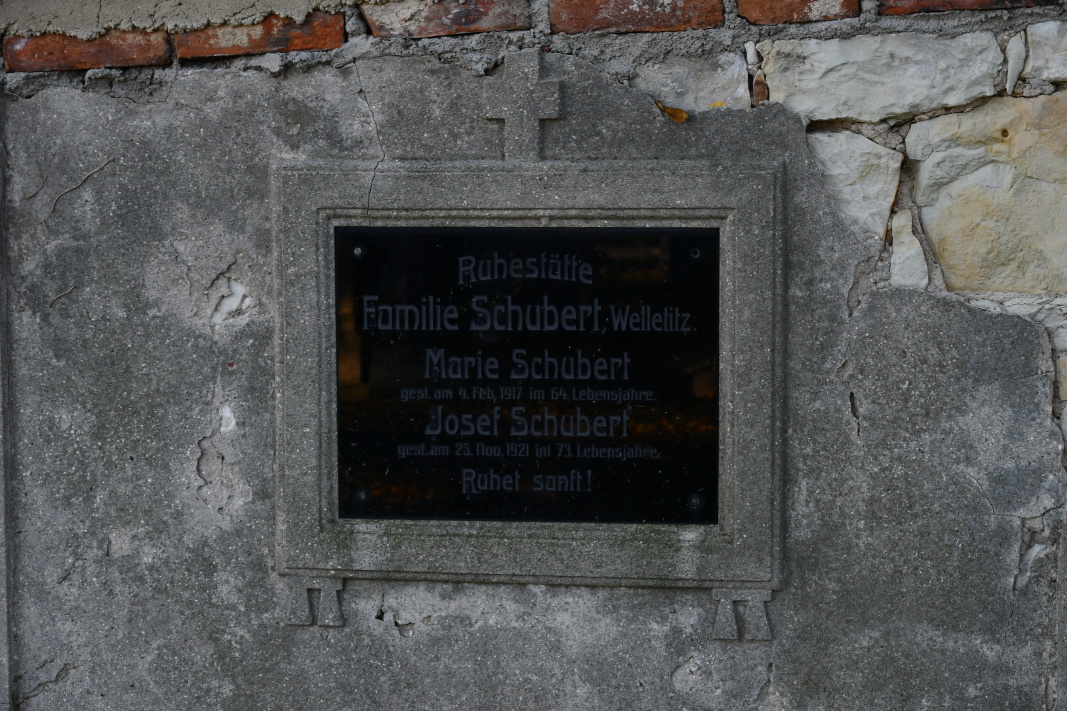 Ruhestätte
Familie Schubert, Welletitz.
Marie Schubert
gest. am 4. Feb. 1917 im 64. Lebensjahre.
Josef Schubert
gest. am 25. Nov. 1921 im 73. Lebensjahre.
Ruhet sanft!